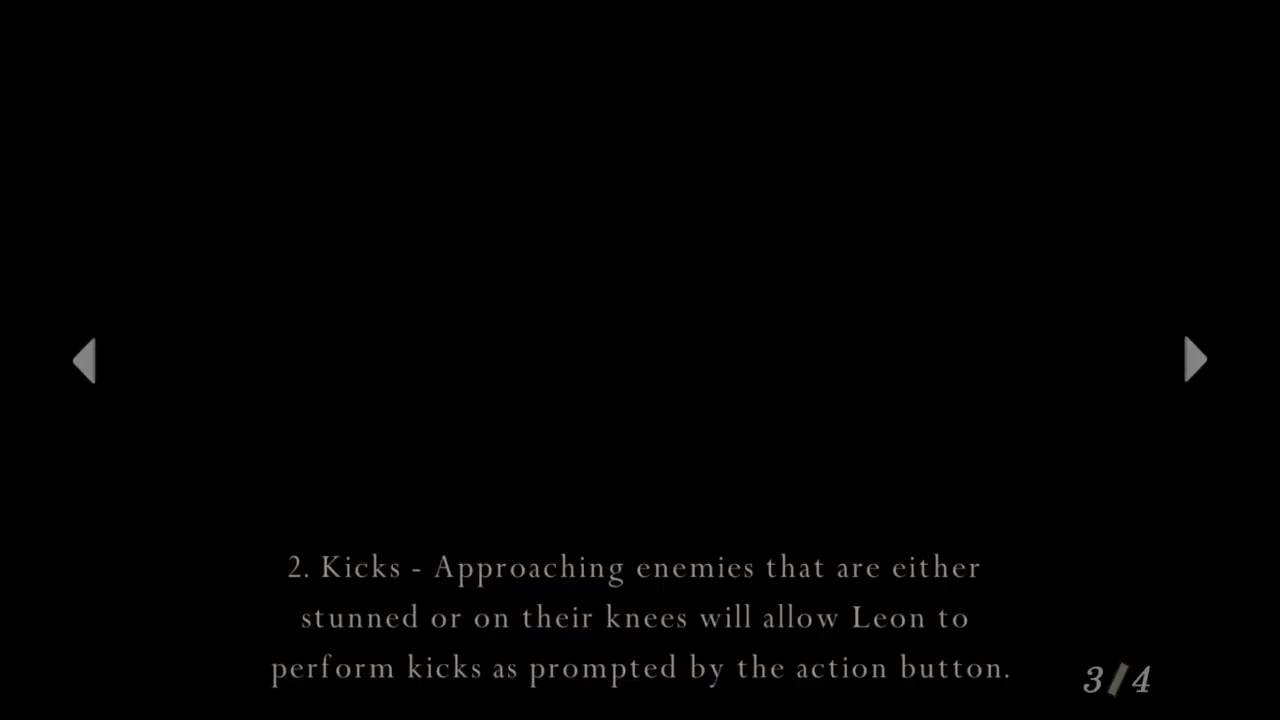 2. Kicks - Approaching enemies that are either
stunned or on their knees will allow Leon to
perform kicks as prompted by the action button.
3/4